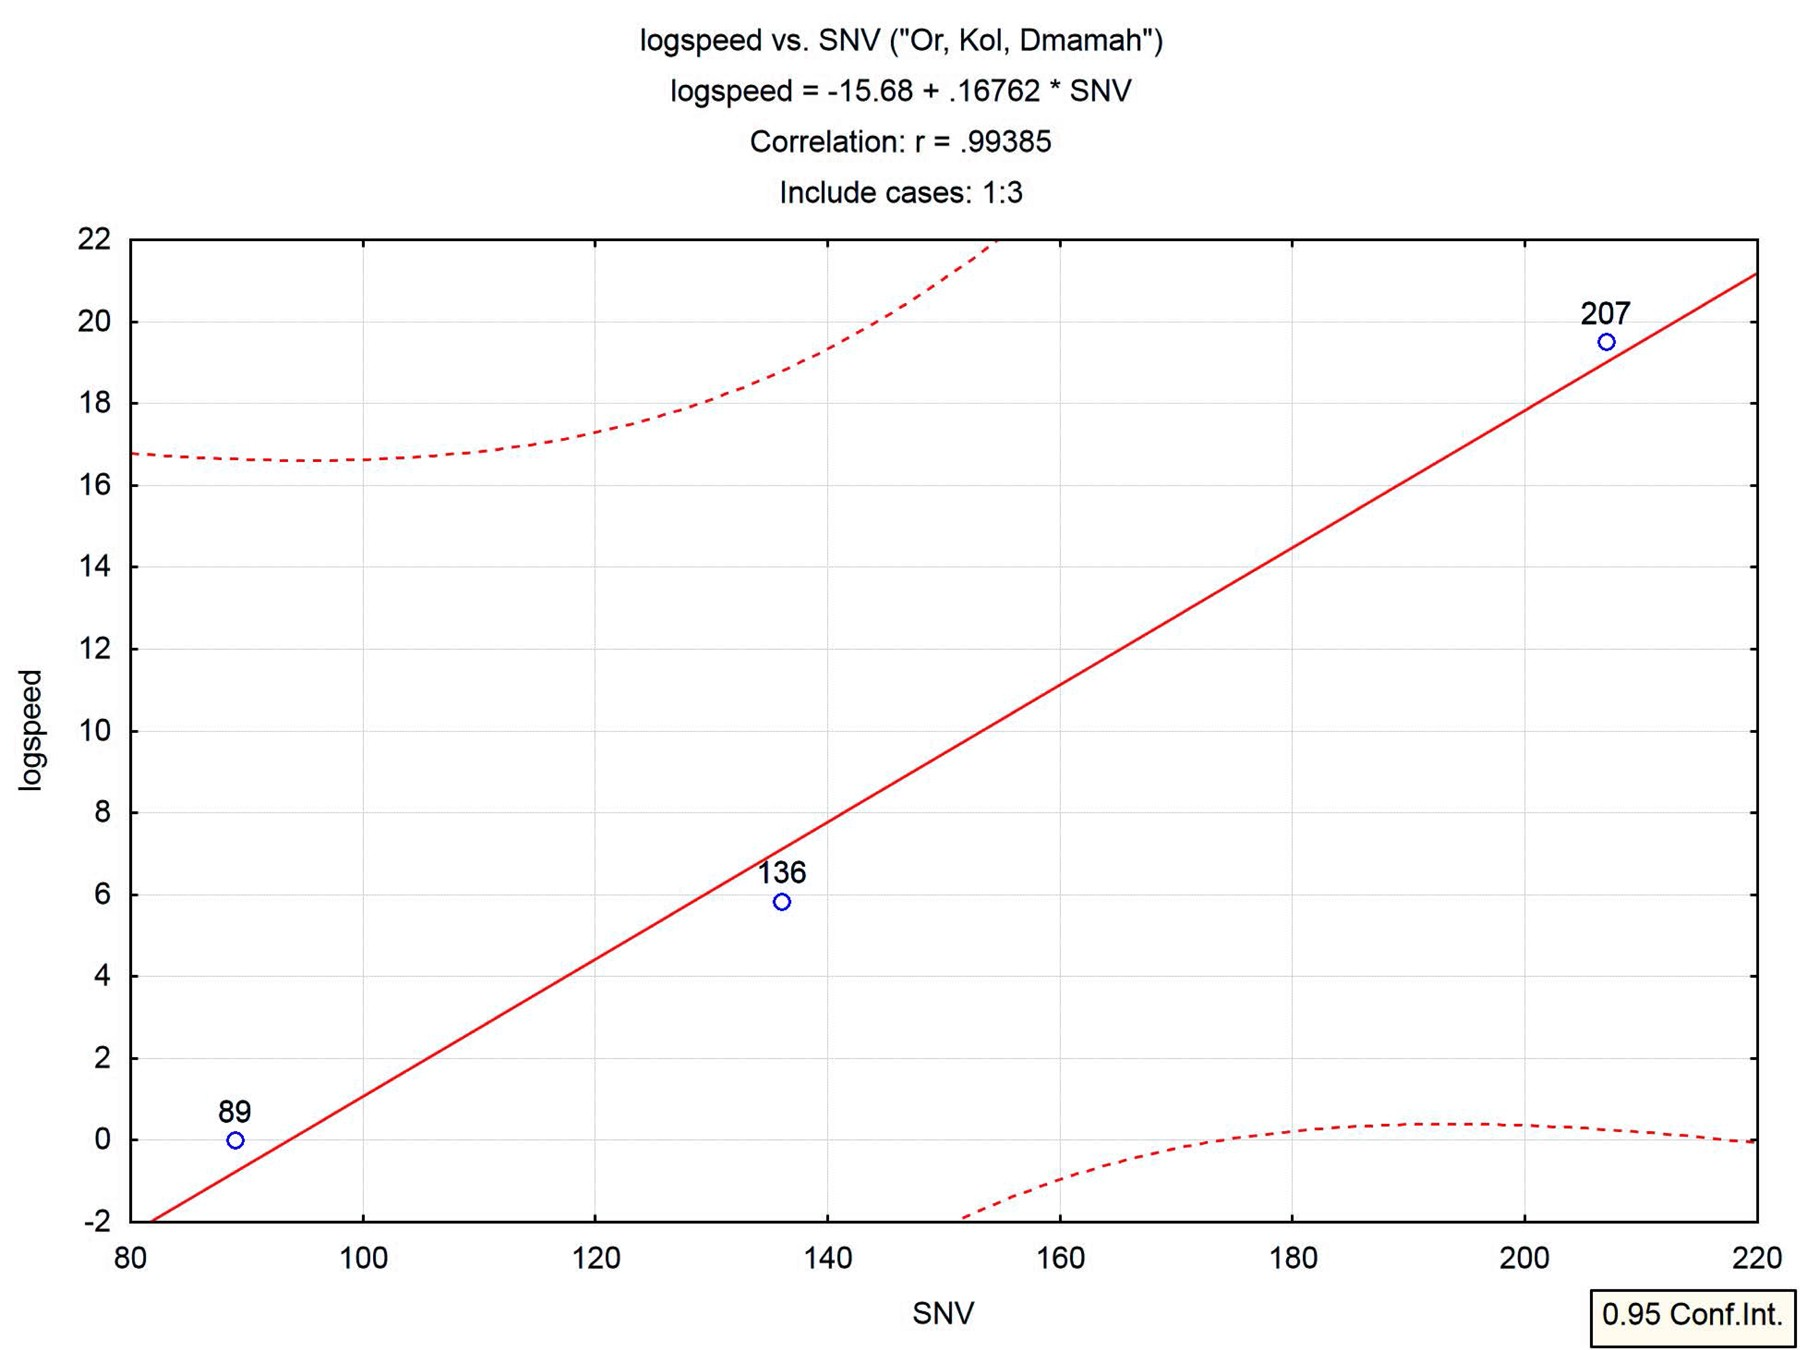 logspeed vs. SNV ("Or, Kol, Dmamah")
logspeed = -15.68 + .16762 * SNV
Correlation: r = .99385
Include cases: 1:3
22
20
18
16
14
12
10
8
6
4
2
0
-2
logspeed
207
136
89
80 100 120 140 160 180 200 220
SNV
0.95 Conf.Int.